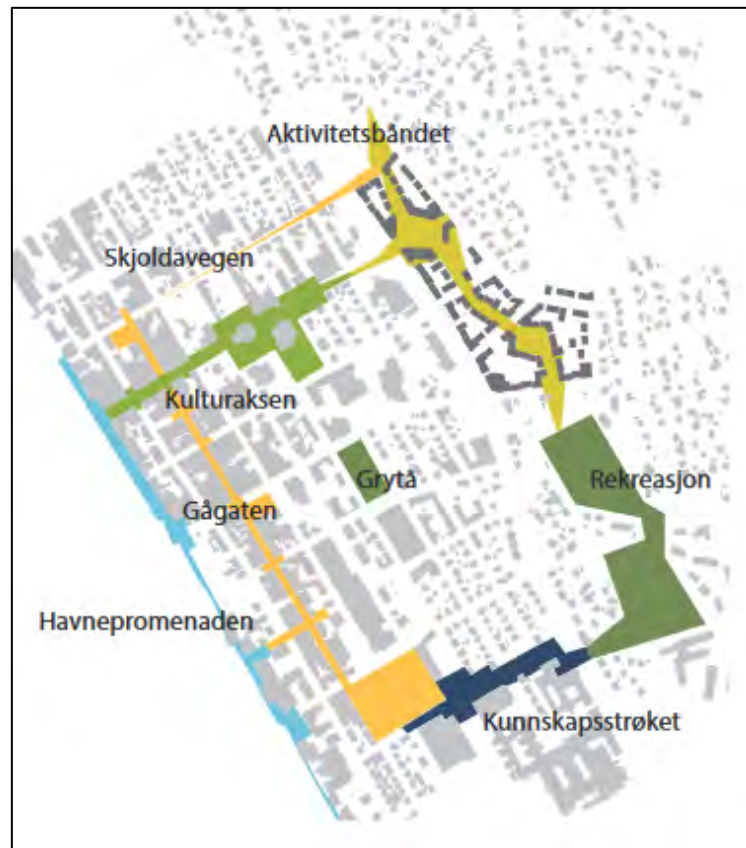 Aktivitetsbåndet
Skjoldavegen
Kulturaksen
Grytå
Rekreasjon
Gågaten
Havnepromenaden
Kunnskapsstrøket